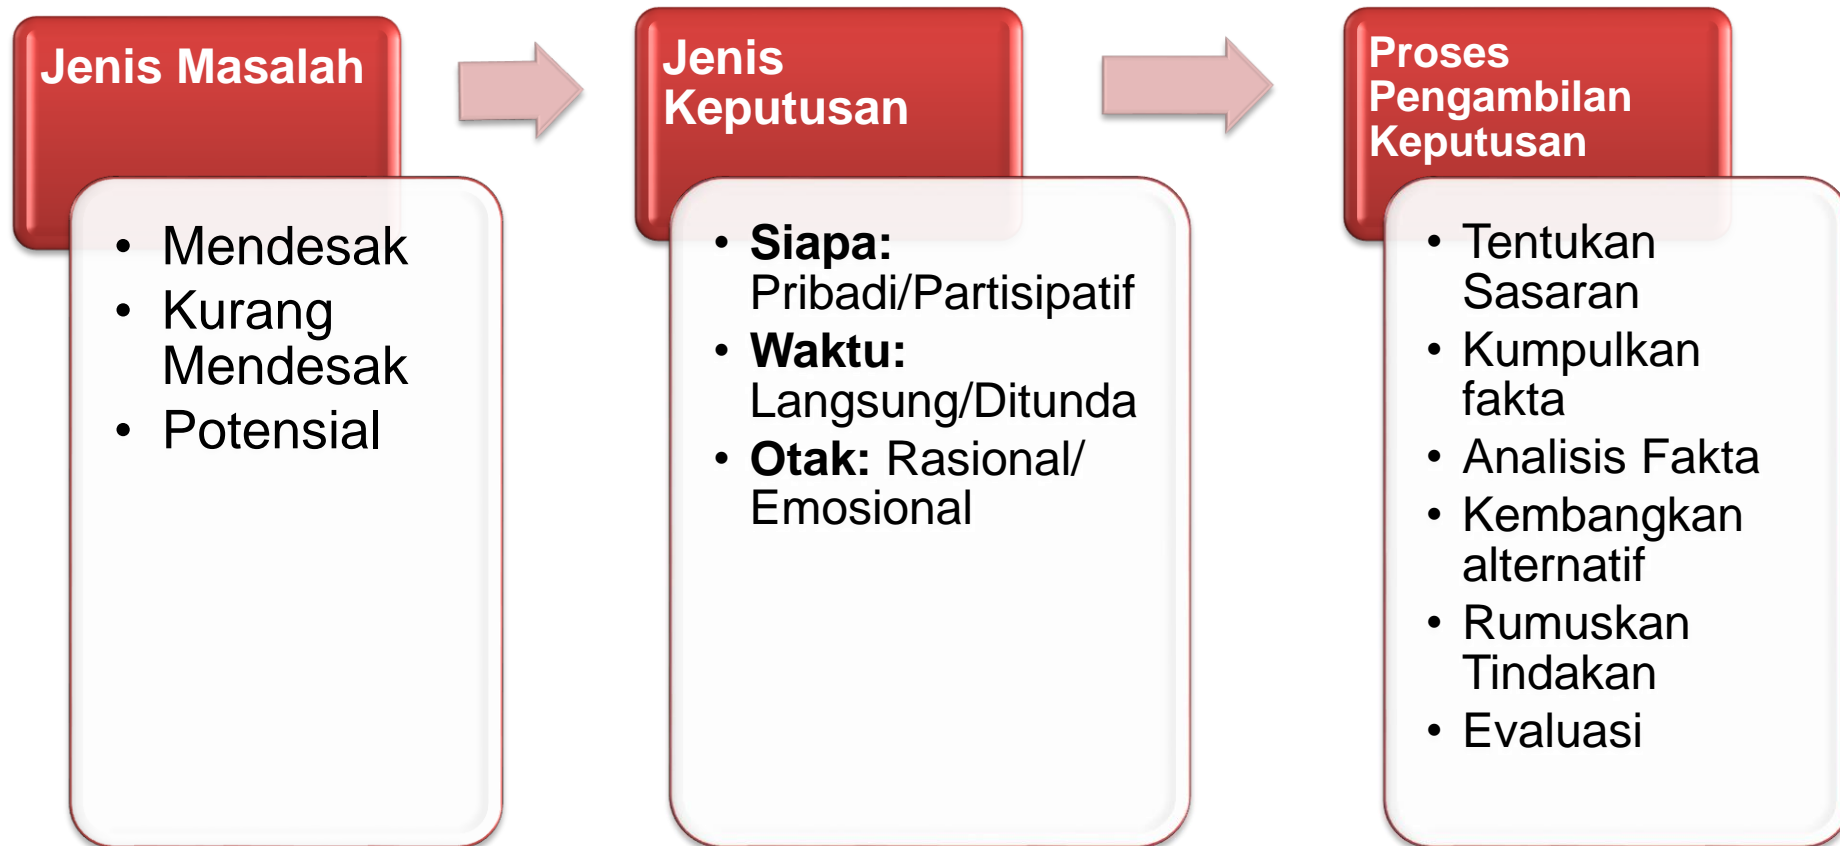 Jenis Masalah
• Mendesak
• Kurang
Mendesak
• Potensial
Jenis
Keputusan
• Siapa:
Pribadi/Partisipatif
• Waktu:
Langsung/Ditunda
• Otak: Rasional/
Emosional
Proses
Pengambilan
Keputusan
• Tentukan
Sasaran
• Kumpulkan
fakta
• Analisis Fakta
• Kembangkan
alternatif
• Rumuskan
Tindakan
• Evaluasi